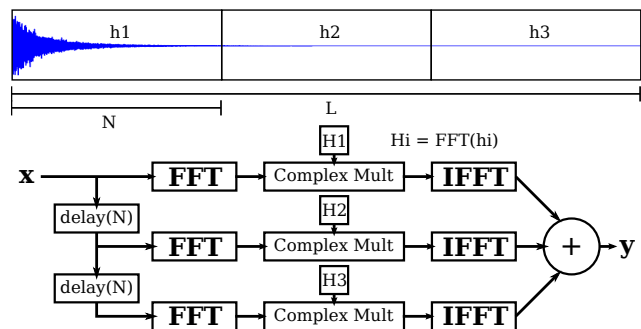 h1 h2 h3
L
N
H1 Hi = FFT(hi)
x FFT Complex Mult IFFT
delay(N) H2
FFT Complex Mult IFFT + y
delay(N) H3
FFT Complex Mult IFFT